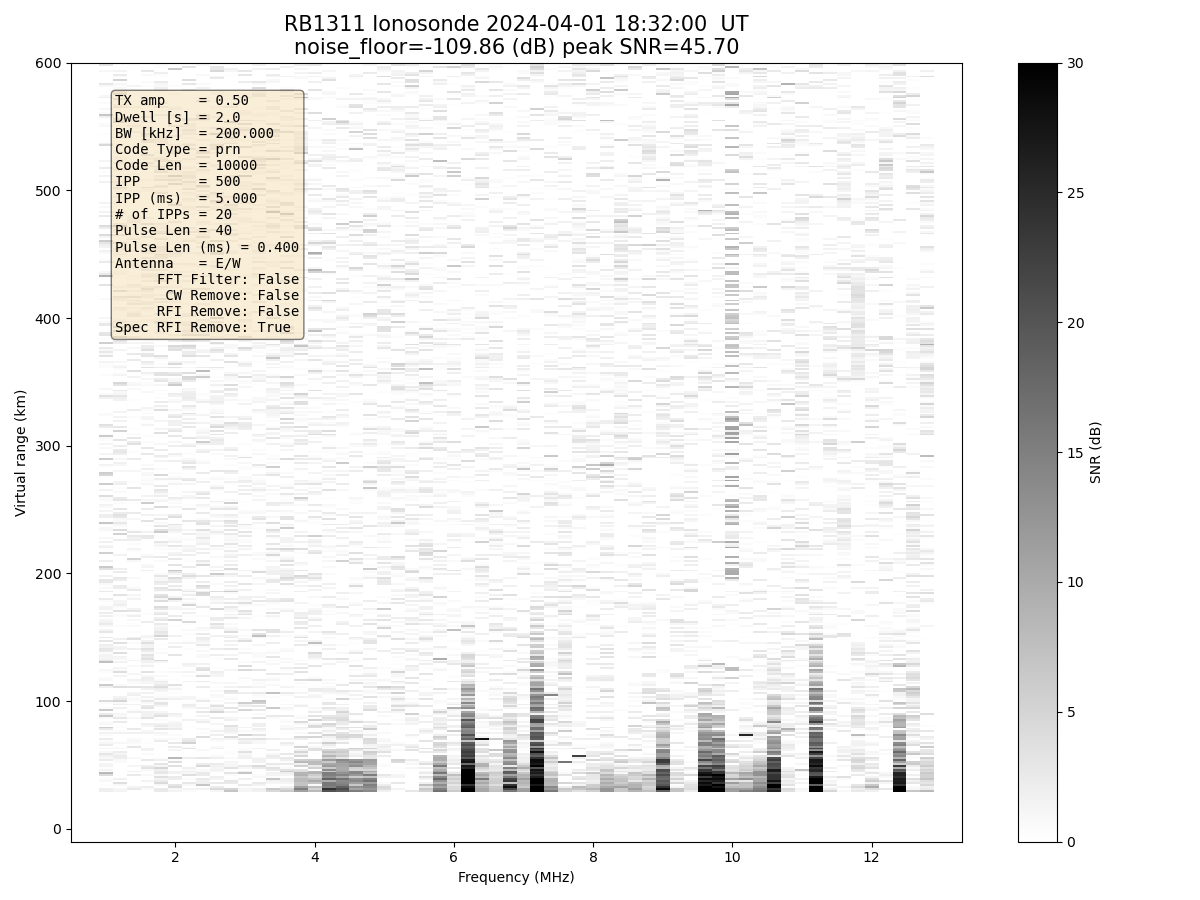 RB1311 Ionosonde 2024-04-01 18:32:00  UT
noise_floor=-109.86 (dB) peak SNR=45.70
TX amp    = 0.50
Dwell [s] = 2.0
BW [kHz]  = 200.000
Code Type = prn
Code Len  = 10000
IPP       = 500
IPP (ms)  = 5.000
# of IPPs = 20
Pulse Len = 40
Pulse Len (ms) = 0.400
Antenna   = E/W
FFT Filter: False
CW Remove: False
RFI Remove: False
Spec RFI Remove: True
Virtual range (km)
600
500
400
300
200
100
0
2 4 6 8 10 12
Frequency (MHz)
30
25
20
15
10
5
0
SNR (dB)